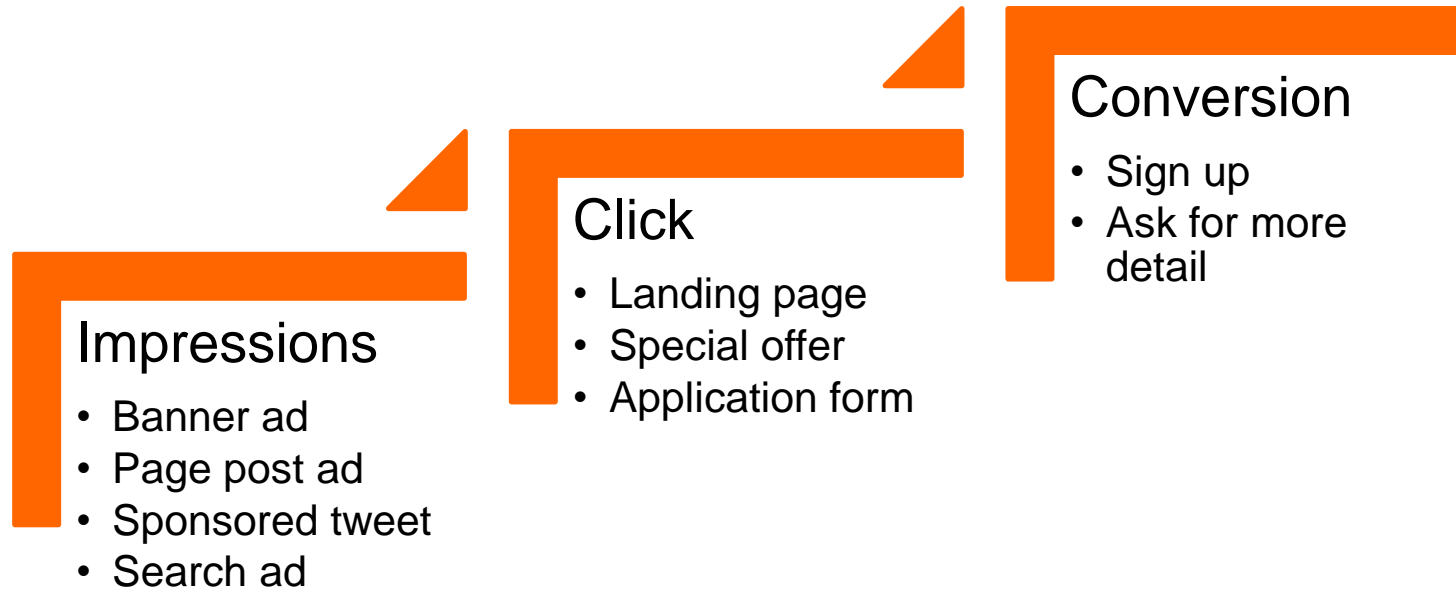 Impressions
• Banner ad
• Page post ad
• Sponsored tweet
• Search ad
Click
• Landing page
• Special offer
• Application form
Conversion
• Sign up
• Ask for more
detail